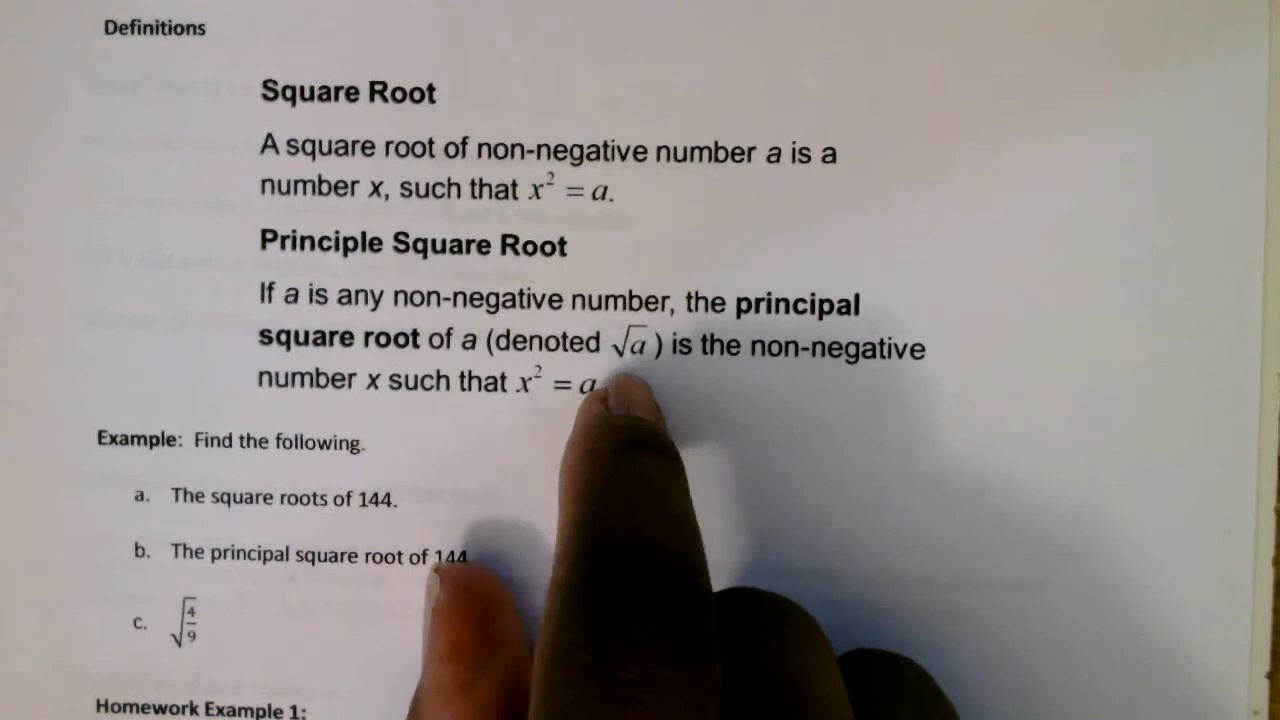 Definitions
Square Root
A square root of non-negative number a is a
number x, such that x² = a.
Principle Square Root
If a is any non-negative number, the principal
square root of a (denoted √a ) is the non-negative
number x such that x² = a
Example: Find the following.
a. The square roots of 144.
b. The principal square root of 144
c. √(4/9)
Homework Example 1: